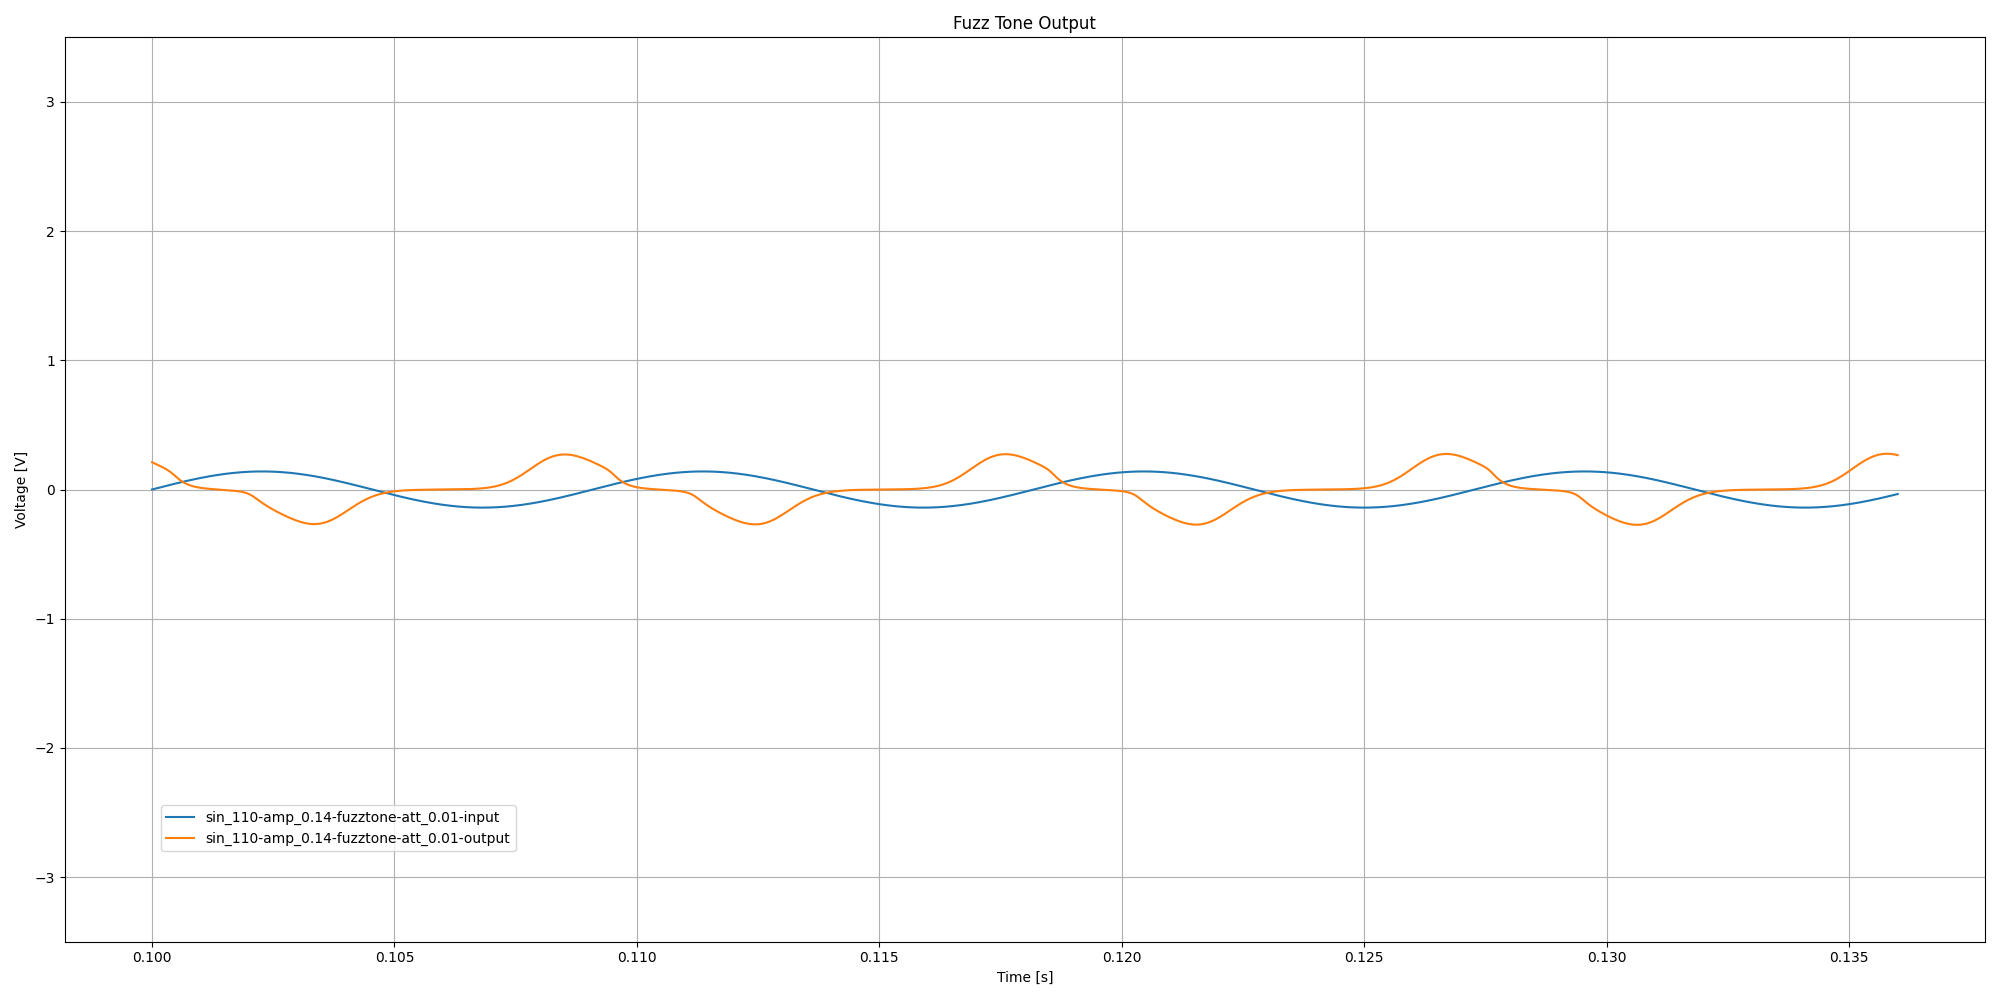 Fuzz Tone Output
Voltage [V]
3
2
1
0
−1
−2
−3
sin_110-amp_0.14-fuzztone-att_0.01-input
sin_110-amp_0.14-fuzztone-att_0.01-output
0.100 0.105 0.110 0.115 0.120 0.125 0.130 0.135
Time [s]